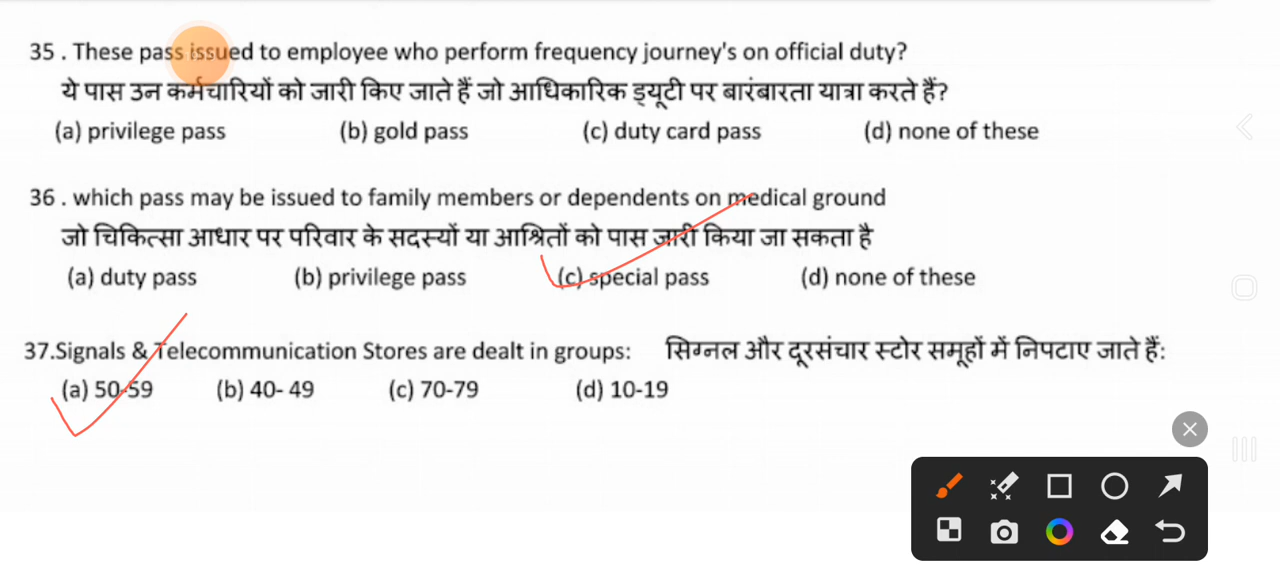 35 . These pass issued to employee who perform frequency journey's on official duty?
ये पास उन कर्मचारियों को जारी किए जाते हैं जो आधिकारिक ड्यूटी पर बारंबारता यात्रा करते हैं?
(a) privilege pass (b) gold pass (c) duty card pass (d) none of these
36 . which pass may be issued to family members or dependents on medical ground
जो चिकित्सा आधार पर परिवार के सदस्यों या आश्रितों को पास जारी किया जा सकता है
(a) duty pass (b) privilege pass (c) special pass (d) none of these
37.Signals & Telecommunication Stores are dealt in groups: सिग्नल और दूरसंचार स्टोर समूहों में निपटाए जाते हैं:
(a) 50-59 (b) 40- 49 (c) 70-79 (d) 10-19